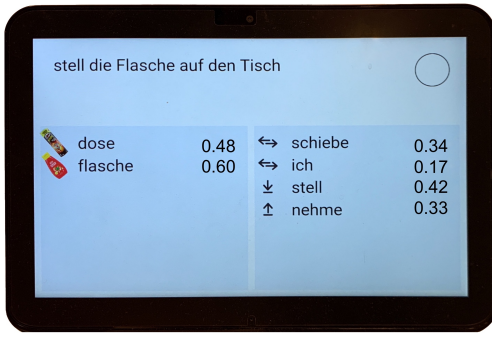 stell die Flasche auf den Tisch
dose 0.48
flasche 0.60
schiebe 0.34
ich 0.17
stell 0.42
nehme 0.33